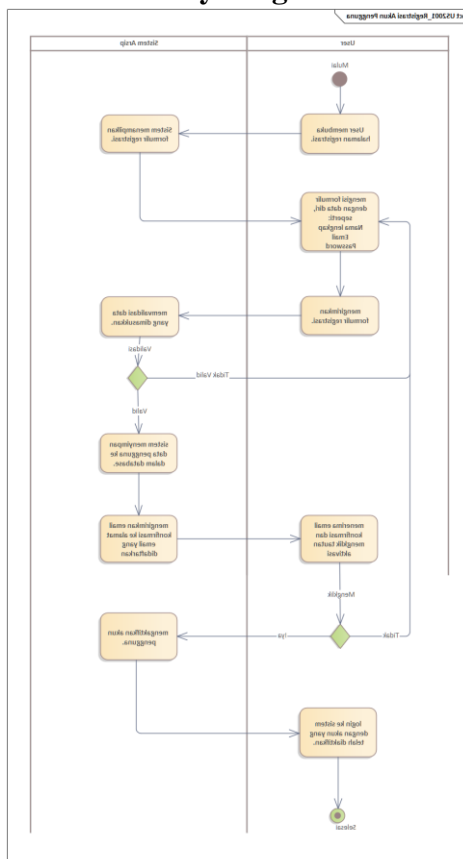 ct US2001_Registrasi Akun Pengguna
User
Sistem Arsip
Mulai
User membuka
halaman registrasi.
Sistem menampilkan
formulir registrasi.
mengisi formulir
dengan data diri,
seperti:
Nama lengkap
Email
Password
mengirimkan
formulir registrasi.
memvalidasi data
yang dimasukkan.
Validasi
Tidak Valid
Valid
sistem menyimpan
data pengguna ke
dalam database.
mengirimkan email
konfirmasi ke alamat
email yang
didaftarkan
menerima email
konfirmasi dan
mengklik tautan
aktivasi
Mengklik
Tidak
Iya
mengaktifkan akun
pengguna.
login ke sistem
dengan akun yang
telah diaktifkan.
Selesai